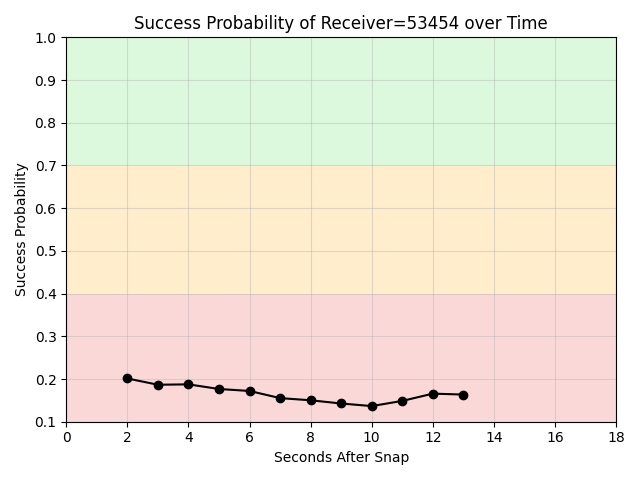 Success Probability of Receiver=53454 over Time
1.0
0.9
0.8
0.7
0.6
0.5
0.4
0.3
0.2
0.1
Success Probability
0 2 4 6 8 10 12 14 16 18
Seconds After Snap